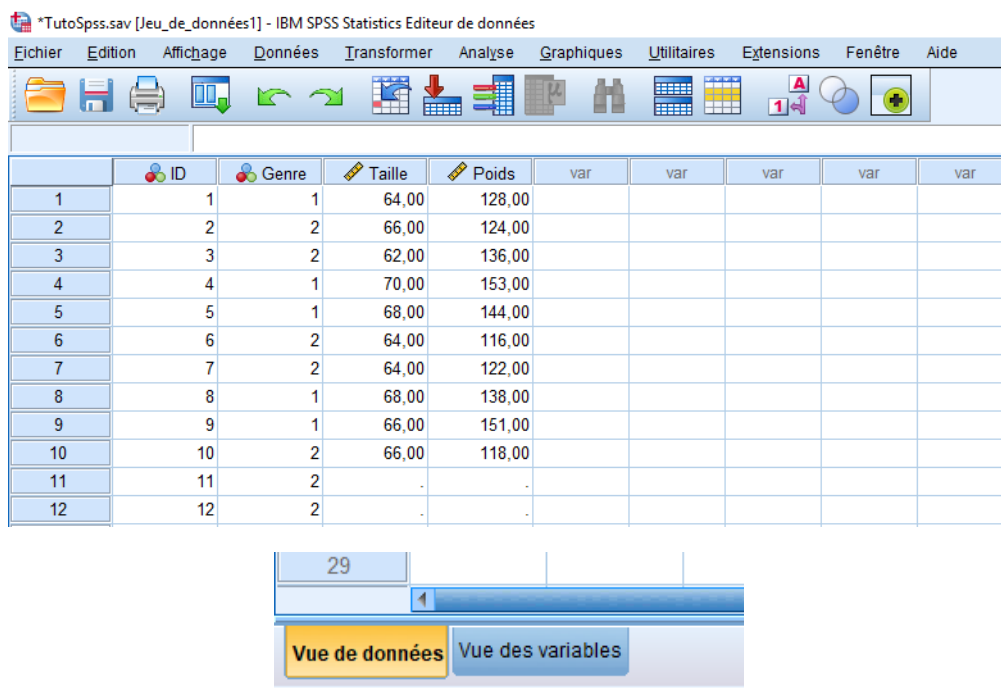 *TutoSpss.sav [Jeu_de_données1] - IBM SPSS Statistics Editeur de données
Fichier Edition Affichage Données Transformer Analyse Graphiques Utilitaires Extensions Fenêtre Aide
ID Genre Taille Poids var var var var var
1 1 1 64,00 128,00
2 2 2 66,00 124,00
3 3 2 62,00 136,00
4 4 1 70,00 153,00
5 5 1 68,00 144,00
6 6 2 64,00 116,00
7 7 2 64,00 122,00
8 8 1 68,00 138,00
9 9 1 66,00 151,00
10 10 2 66,00 118,00
11 11 2 . .
12 12 2 . .
29
Vue de données Vue des variables